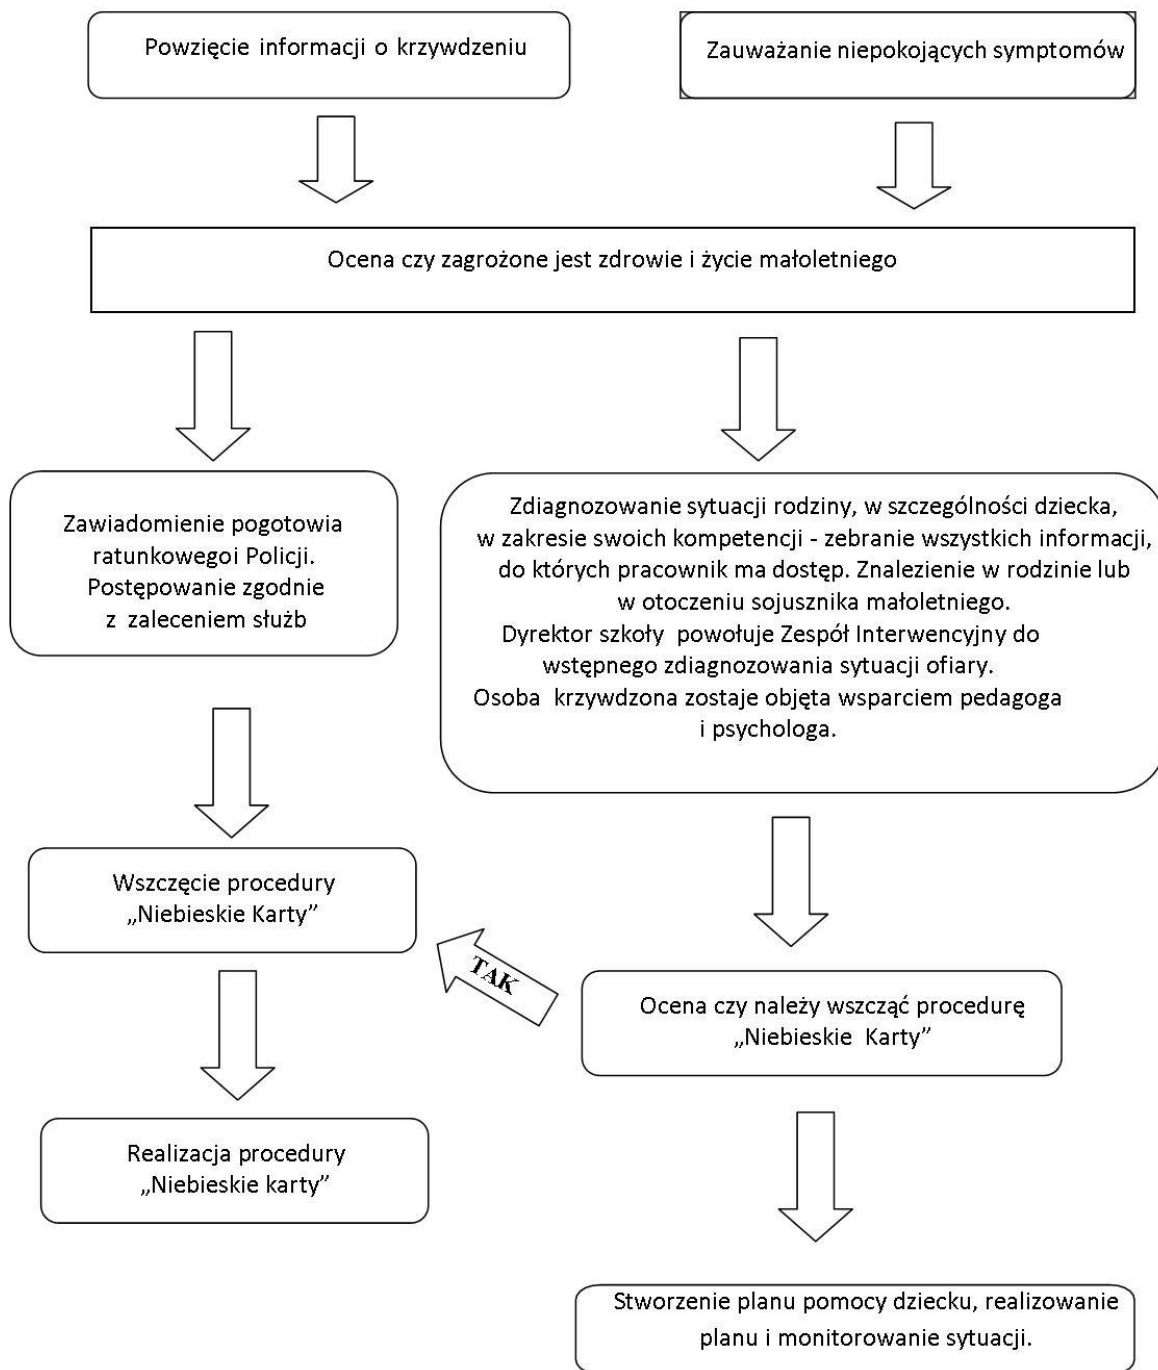 Powzięcie informacji o krzywdzeniu
Zauważanie niepokojących symptomów
Ocena czy zagrożone jest zdrowie i życie małoletniego
Zawiadomienie pogotowia
ratunkowegoi Policji.
Postępowanie zgodnie
z zaleceniem służb
Zdiagnozowanie sytuacji rodziny, w szczególności dziecka,
w zakresie swoich kompetencji - zebranie wszystkich informacji,
do których pracownik ma dostęp. Znalezienie w rodzinie lub
w otoczeniu sojusznika małoletniego.
Dyrektor szkoły powołuje Zespół Interwencyjny do
wstępnego zdiagnozowania sytuacji ofiary.
Osoba krzywdzona zostaje objęta wsparciem pedagoga
i psychologa.
Wszczęcie procedury
„Niebieskie Karty”
TAK
Ocena czy należy wszcząć procedurę
„Niebieskie Karty”
Realizacja procedury
„Niebieskie karty”
Stworzenie planu pomocy dziecku, realizowanie
planu i monitorowanie sytuacji.